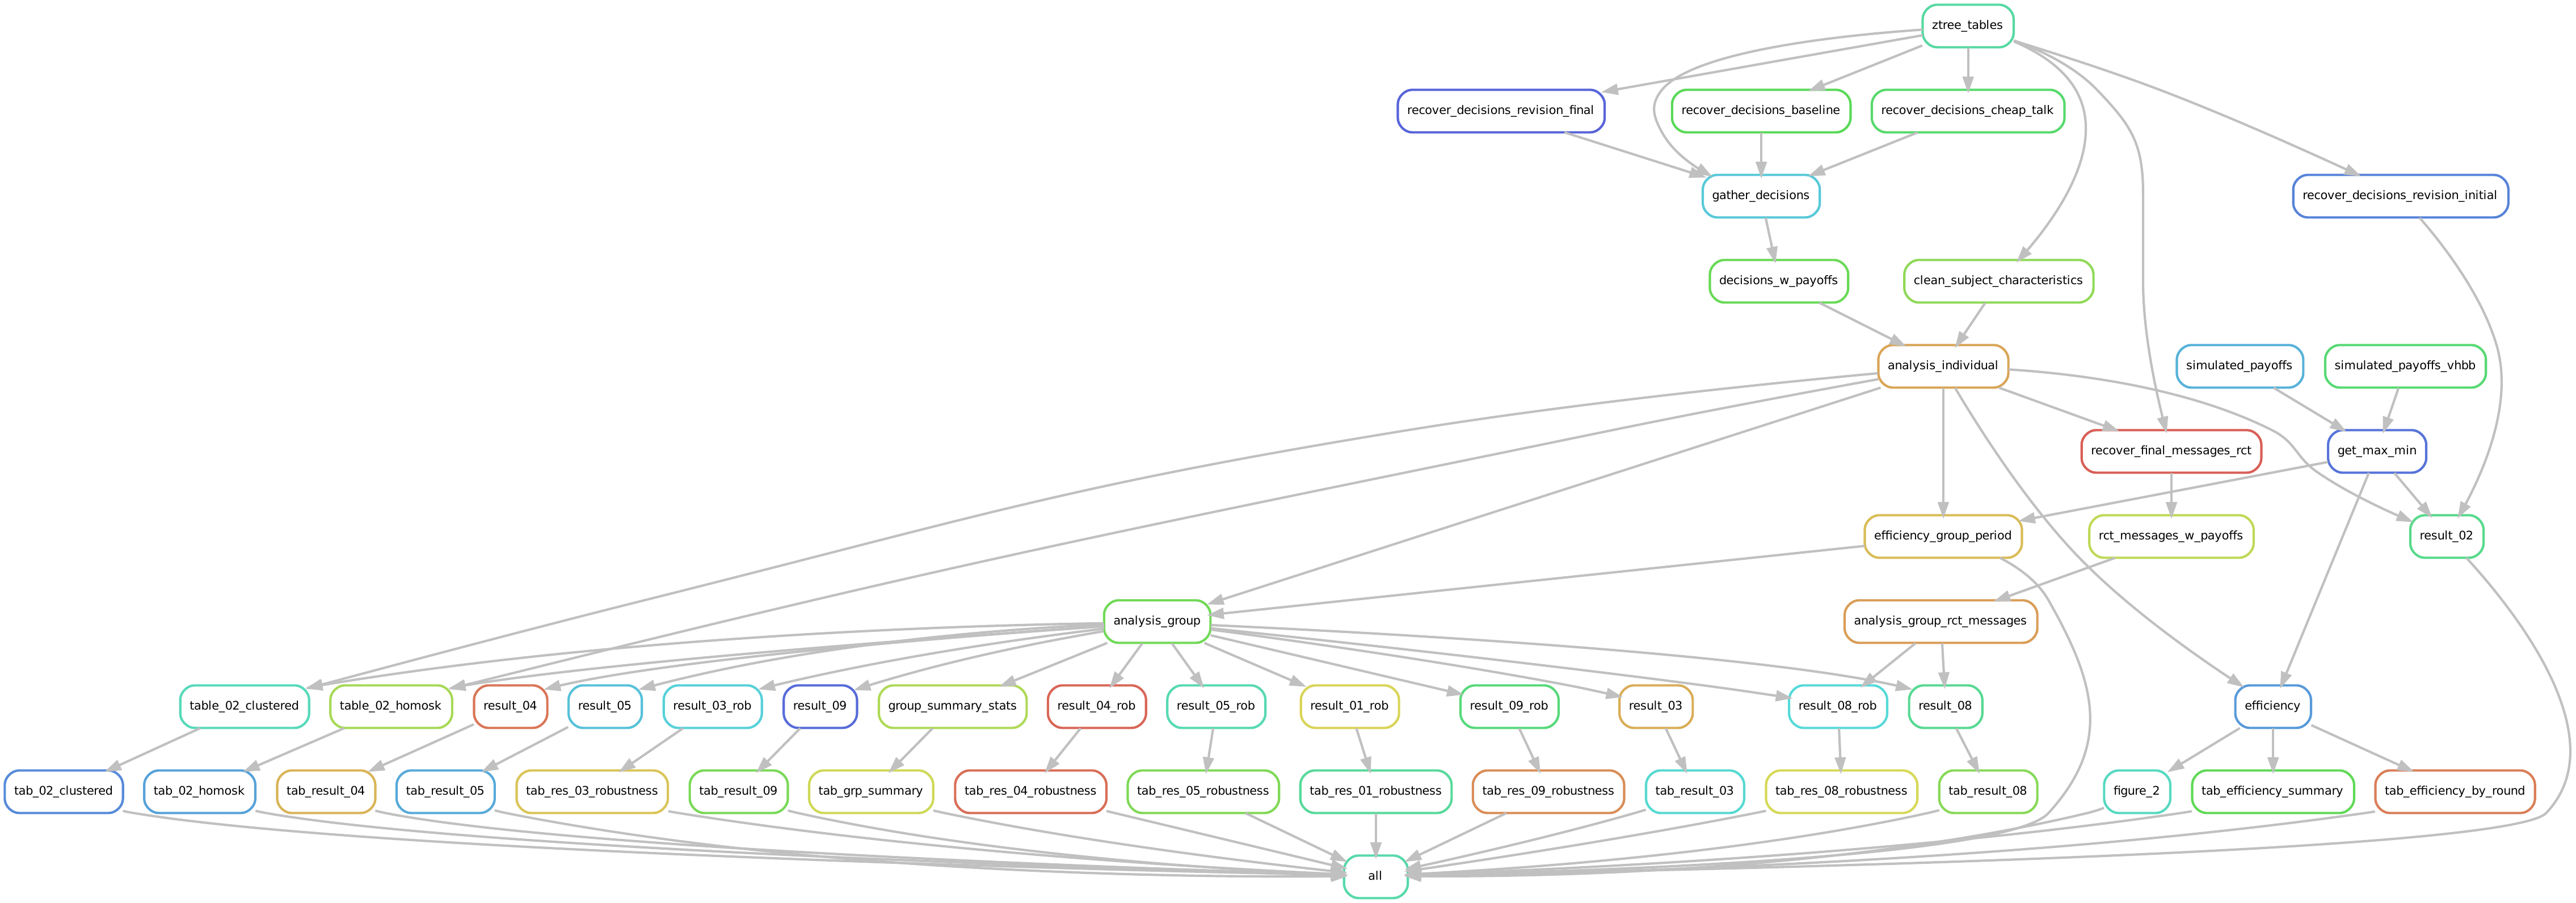 ztree_tables
recover_decisions_revision_final
recover_decisions_baseline
recover_decisions_cheap_talk
gather_decisions
recover_decisions_revision_initial
decisions_w_payoffs
clean_subject_characteristics
analysis_individual
simulated_payoffs
simulated_payoffs_vhbb
recover_final_messages_rct
get_max_min
efficiency_group_period
rct_messages_w_payoffs
result_02
analysis_group
analysis_group_rct_messages
table_02_clustered
table_02_homosk
result_04
result_05
result_03_rob
result_09
group_summary_stats
result_04_rob
result_05_rob
result_01_rob
result_09_rob
result_03
result_08_rob
result_08
efficiency
tab_02_clustered
tab_02_homosk
tab_result_04
tab_result_05
tab_res_03_robustness
tab_result_09
tab_grp_summary
tab_res_04_robustness
tab_res_05_robustness
tab_res_01_robustness
tab_res_09_robustness
tab_result_03
tab_res_08_robustness
tab_result_08
figure_2
tab_efficiency_summary
tab_efficiency_by_round
all